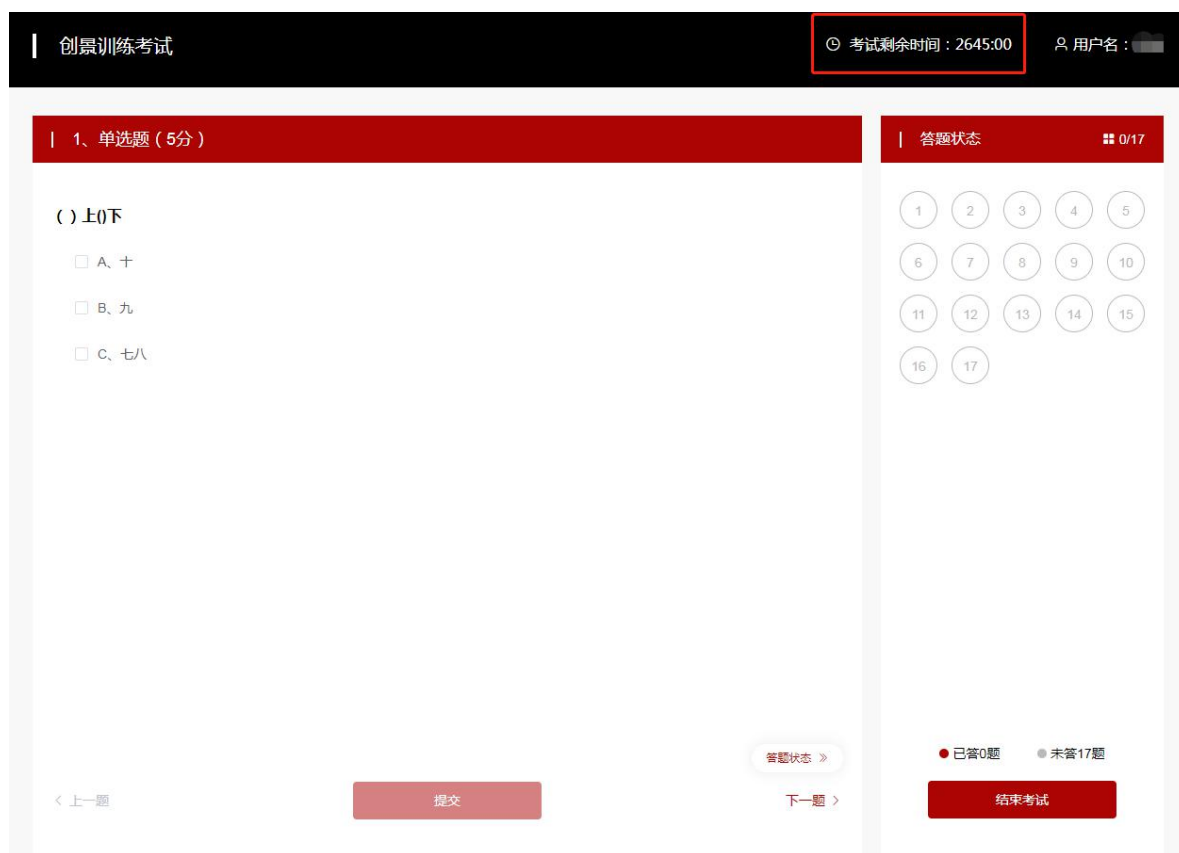 创景训练考试
考试剩余时间：2645:00
用户名：
1、单选题（5分）
( ) 上()下
A、十
B、九
C、七八
答题状态 »
< 上一题
提交
下一题 >
答题状态
0/17
1 2 3 4 5
6 7 8 9 10
11 12 13 14 15
16 17
已答0题
未答17题
结束考试